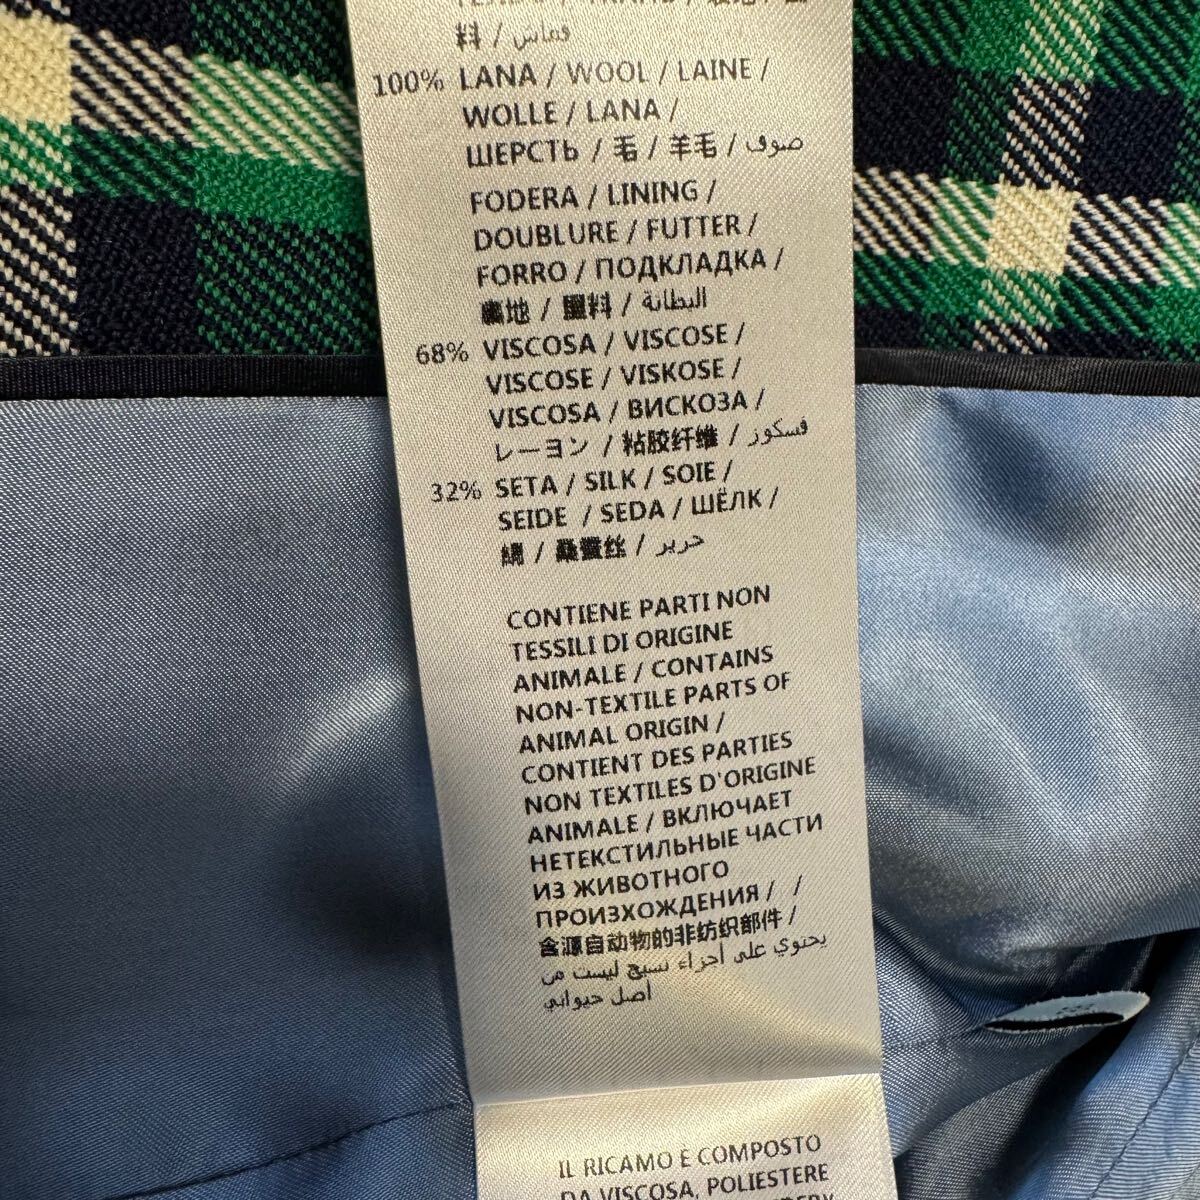 料 / قماش
100% LANA / WOOL / LAINE /
WOLLE / LANA /
ШЕРСТЬ / 毛 / 羊毛 / صوف
FODERA / LINING /
DOUBLURE / FUTTER /
FORRO / ПОДКЛАДКА /
裏地 / 里料 / البطانة
68% VISCOSA / VISCOSE /
VISCOSE / VISKOSE /
VISCOSA / ВИСКОЗА /
レーヨン / 粘胶纤维 / فسكوز
32% SETA / SILK / SOIE /
SEIDE / SEDA / ШЁЛК /
絹 / 桑蚕丝 / حرير
CONTIENE PARTI NON
TESSILI DI ORIGINE
ANIMALE / CONTAINS
NON-TEXTILE PARTS OF
ANIMAL ORIGIN /
CONTIENT DES PARTIES
NON TEXTILES D'ORIGINE
ANIMALE / ВКЛЮЧАЕТ
НЕТЕКСТИЛЬНЫЕ ЧАСТИ
ИЗ ЖИВОТНОГО
ПРОИЗХОЖДЕНИЯ / /
含源自动物的非纺织部件 /
يحتوي على أجزاء نسيج ليست من
أصل حيواني
IL RICAMO È COMPOSTO
DA VISCOSA, POLIESTERE